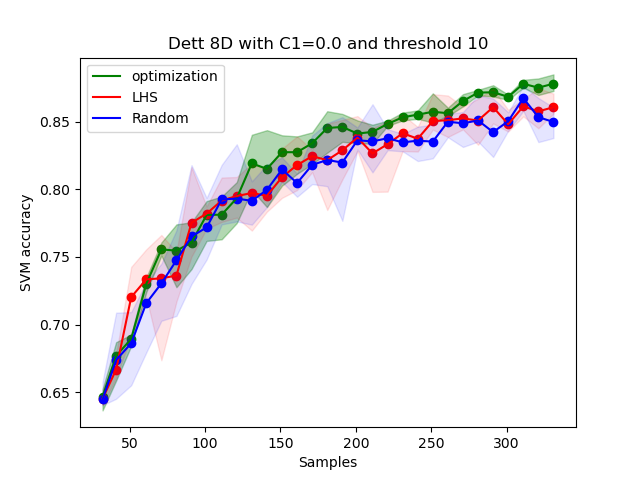 Dett 8D with C1=0.0 and threshold 10
optimization
LHS
Random
SVM accuracy
0.85
0.80
0.75
0.70
0.65
50 100 150 200 250 300
Samples